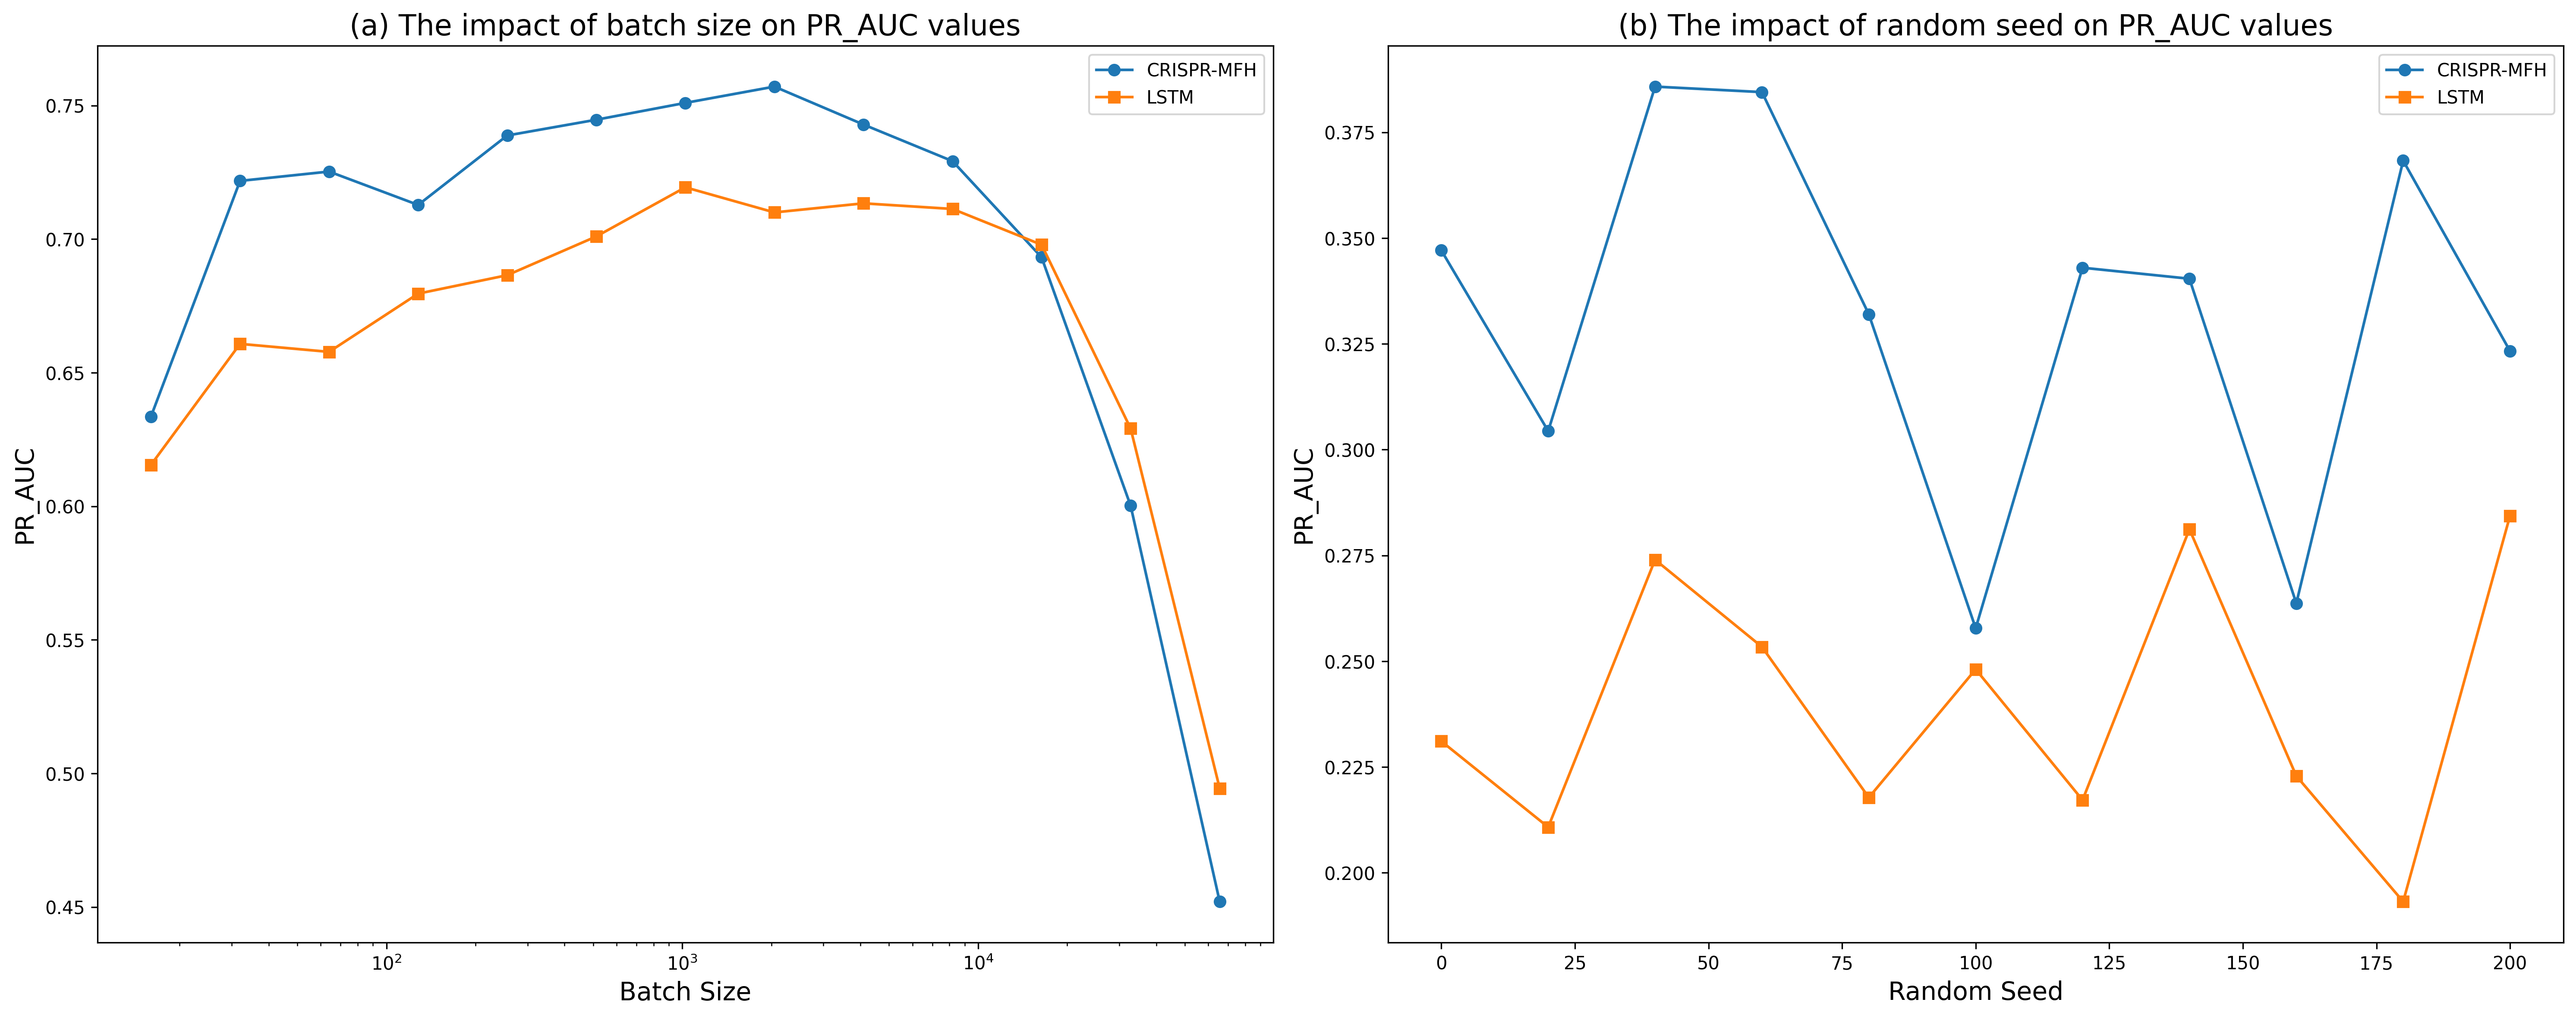 (a) The impact of batch size on PR_AUC values
CRISPR-MFH
LSTM
PR_AUC
0.75
0.70
0.65
0.60
0.55
0.50
0.45
10²
10³
10⁴
Batch Size
(b) The impact of random seed on PR_AUC values
CRISPR-MFH
LSTM
PR_AUC
0.375
0.350
0.325
0.300
0.275
0.250
0.225
0.200
0
25
50
75
100
125
150
175
200
Random Seed